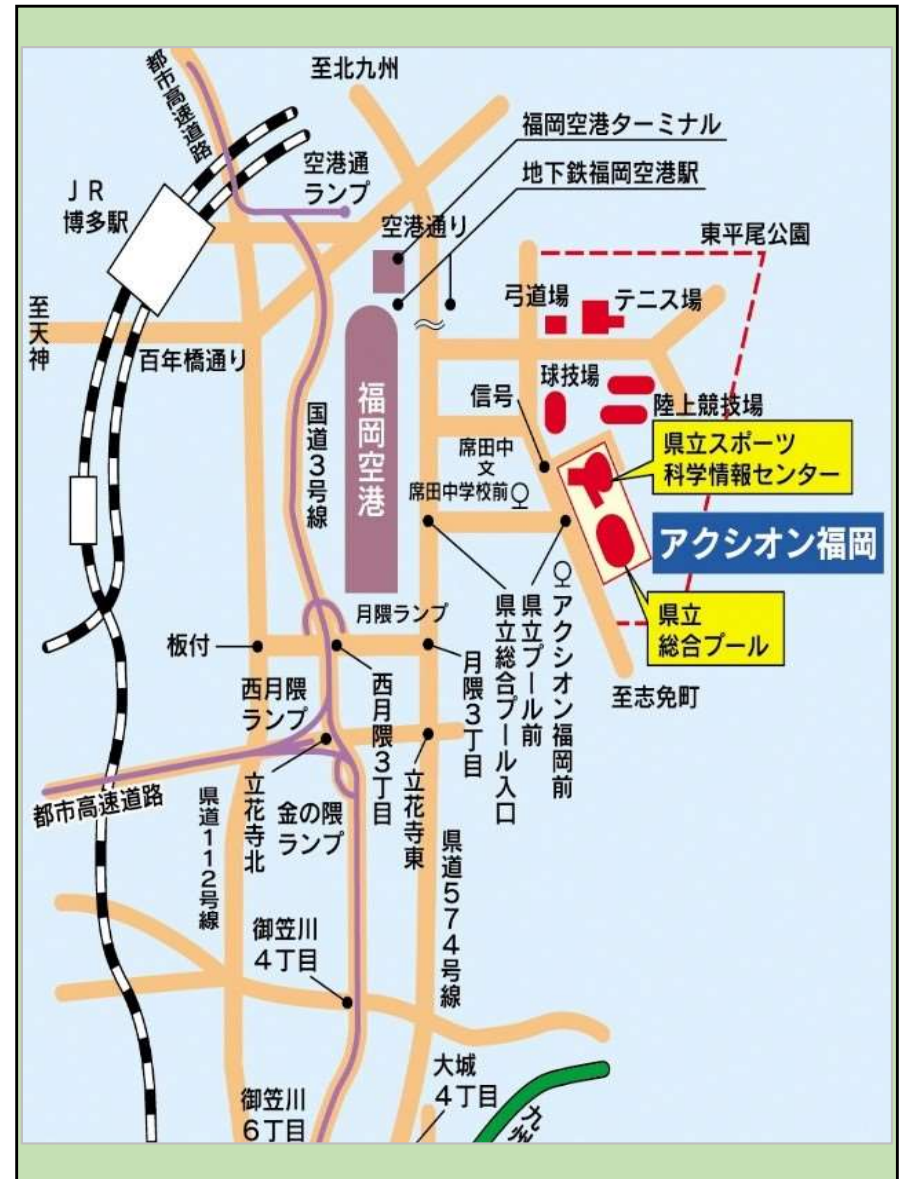 都市高速道路
至北九州
福岡空港ターミナル
地下鉄福岡空港駅
空港通
ランプ
ＪＲ
博多駅
空港通り
東平尾公園
至天神
百年橋通り
弓道場
テニス場
国道３号線
福岡空港
信号
球技場
陸上競技場
席田中
文
席田中学校前
県立スポーツ
科学情報センター
アクシオン福岡
県立
総合プール
月隈ランプ
板付
西月隈
ランプ
西月隈３丁目
月隈３丁目
県立総合プール入口
県立プール前
アクシオン福岡前
至志免町
都市高速道路
県道１１２号線
立花寺北
金の隈
ランプ
立花寺東
県道５７４号線
御笠川
４丁目
大城
４丁目
御笠川
６丁目
九州